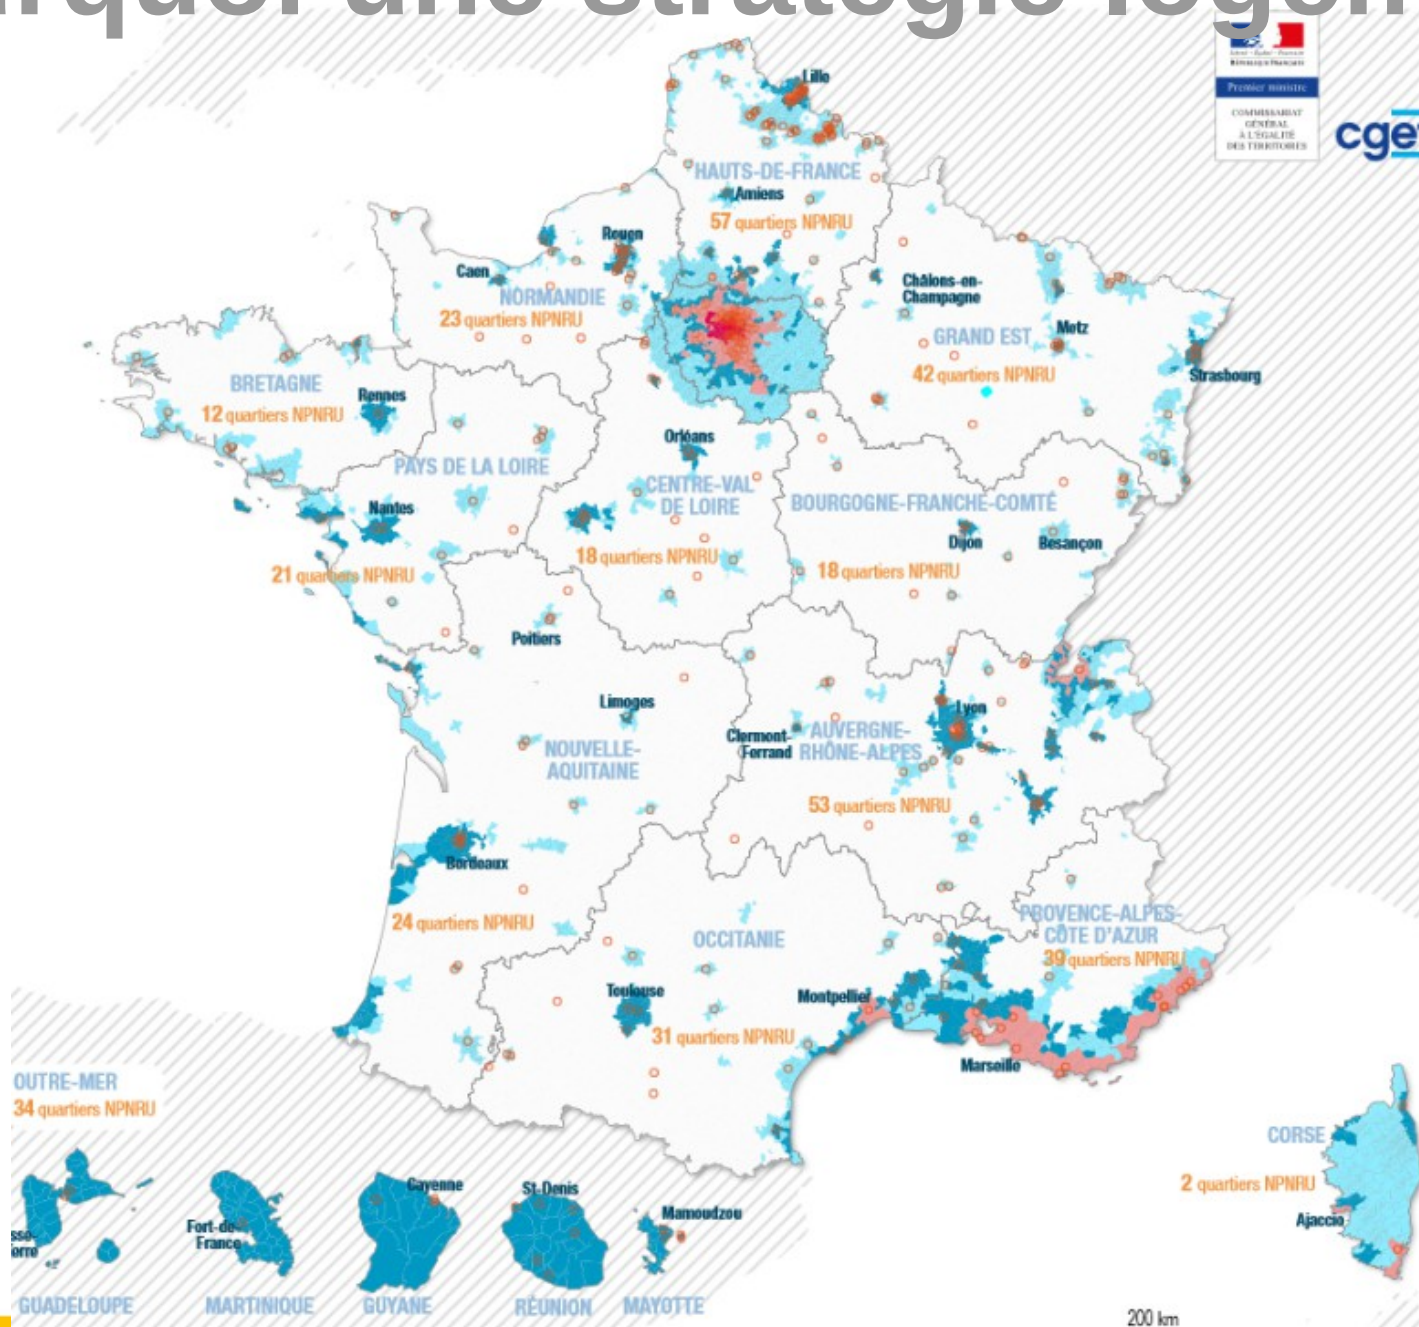 Lille
Premier ministre
COMMISSARIAT
GÉNÉRAL
À L'ÉGALITÉ
DES TERRITOIRES
HAUTS-DE-FRANCE
Amiens
57 quartiers NPNRU
Rouen
Caen
NORMANDIE
23 quartiers NPNRU
Châlons-en-
Champagne
GRAND EST
Metz
42 quartiers NPNRU
Strasbourg
BRETAGNE
12 quartiers NPNRU
Rennes
Orléans
PAYS DE LA LOIRE
CENTRE-VAL
DE LOIRE
18 quartiers NPNRU
BOURGOGNE-FRANCHE-COMTÉ
Nantes
Dijon
Besançon
21 quartiers NPNRU
18 quartiers NPNRU
Poitiers
Limoges
Lyon
Clermont-
Ferrand
AUVERGNE-
RHÔNE-ALPES
NOUVELLE-
AQUITAINE
53 quartiers NPNRU
Bordeaux
24 quartiers NPNRU
OCCITANIE
PROVENCE-ALPES-
CÔTE D'AZUR
39 quartiers NPNRU
Toulouse
Montpellier
31 quartiers NPNRU
Marseille
OUTRE-MER
34 quartiers NPNRU
CORSE
2 quartiers NPNRU
Ajaccio
Cayenne
St-Denis
Mamoudzou
Fort-de-
France
GUADELOUPE
MARTINIQUE
GUYANE
RÉUNION
MAYOTTE
200 km